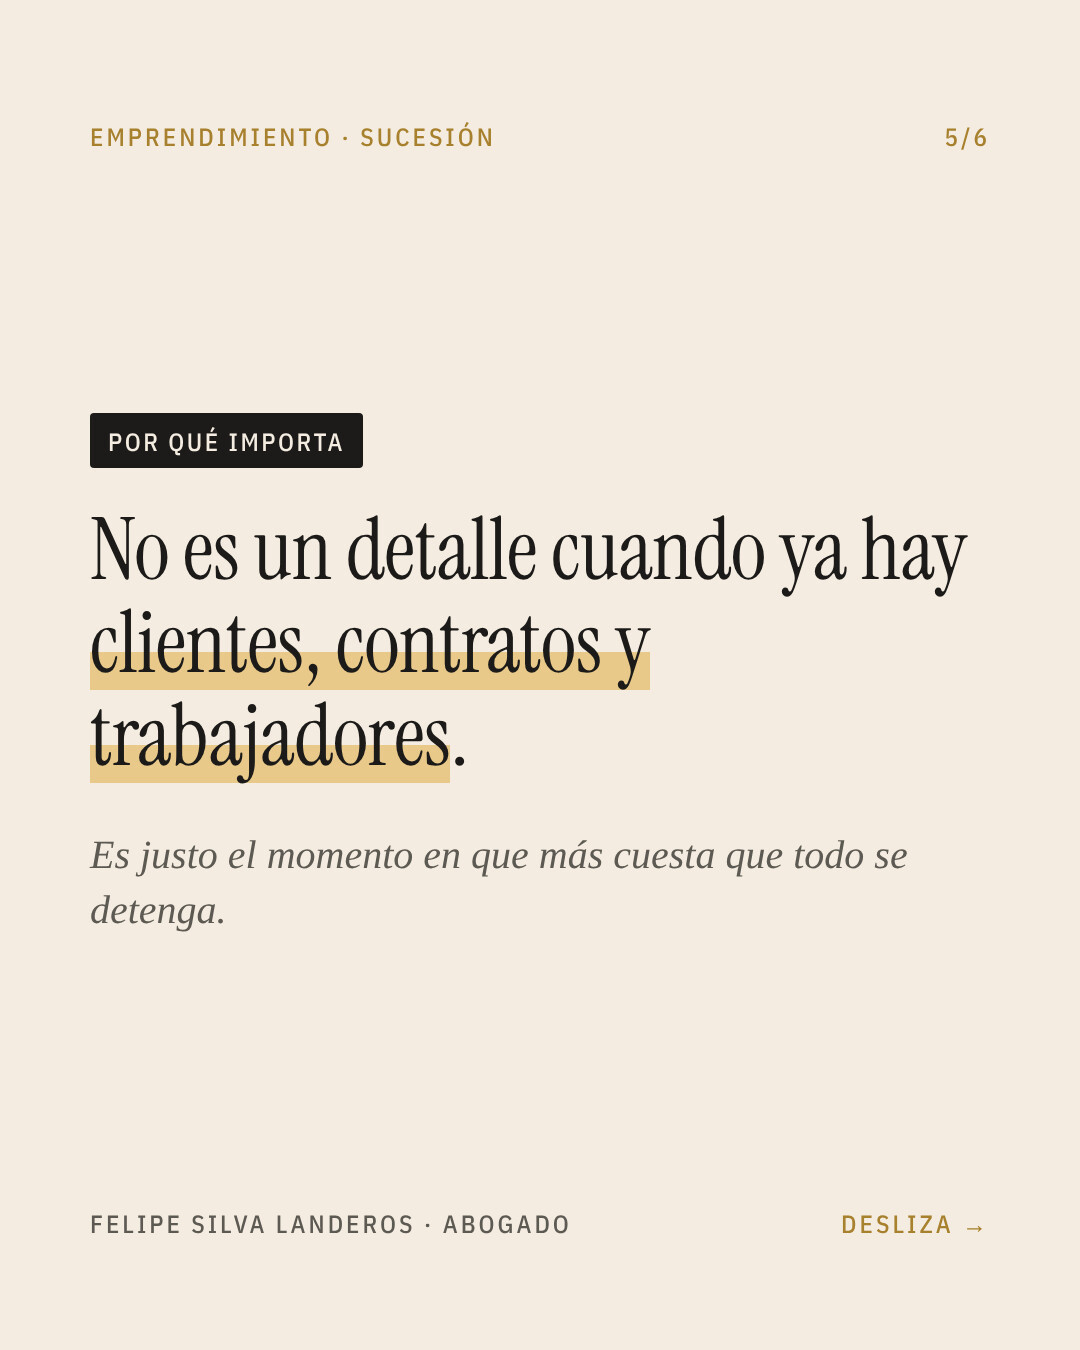 EMPRENDIMIENTO · SUCESIÓN
5/6
POR QUÉ IMPORTA
No es un detalle cuando ya hay
clientes, contratos y
trabajadores.
Es justo el momento en que más cuesta que todo se
detenga.
FELIPE SILVA LANDEROS · ABOGADO
DESLIZA →